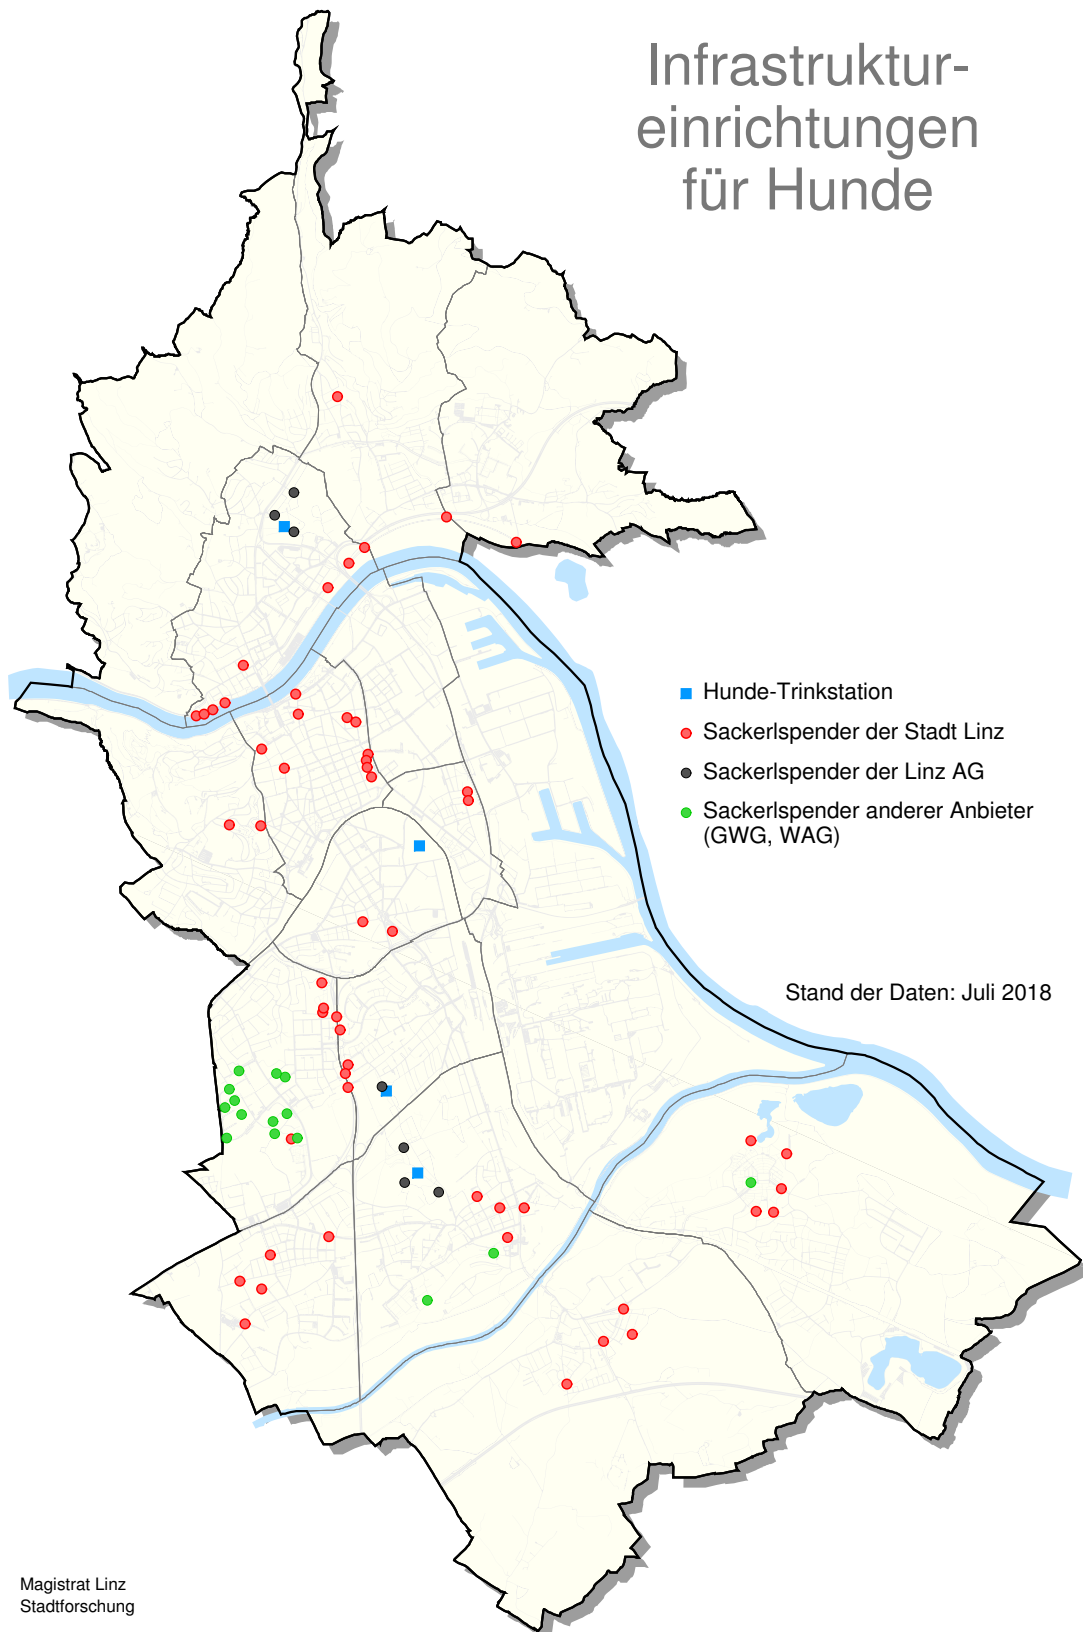 Infrastruktur-
einrichtungen
für Hunde
Hunde-Trinkstation
Sackerlspender der Stadt Linz
Sackerlspender der Linz AG
Sackerlspender anderer Anbieter
(GWG, WAG)
Stand der Daten: Juli 2018
Magistrat Linz
Stadtforschung